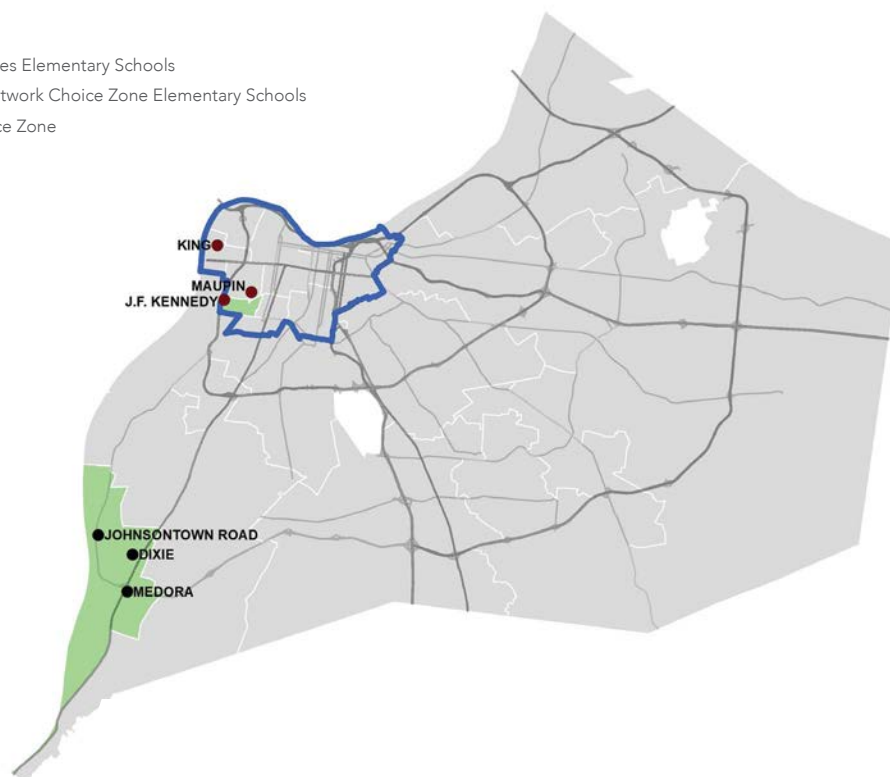 es Elementary Schools
twork Choice Zone Elementary Schools
ce Zone
KING
MAUPIN
J.F. KENNEDY
JOHNSONTOWN ROAD
DIXIE
MEDORA